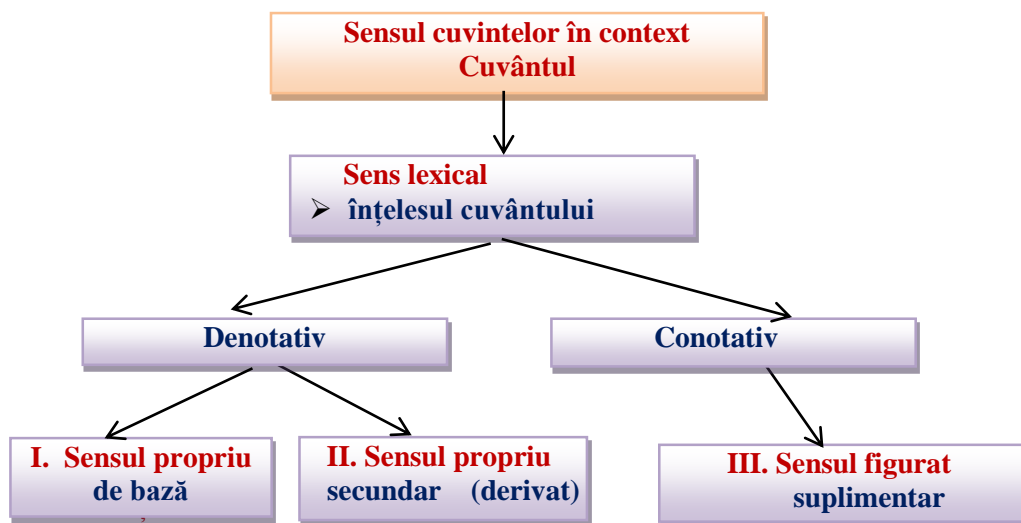 Sensul cuvintelor în context
Cuvântul
Sens lexical
➢ înțelesul cuvântului
Denotativ
Conotativ
I. Sensul propriu
de bază
II. Sensul propriu
secundar (derivat)
III. Sensul figurat
suplimentar